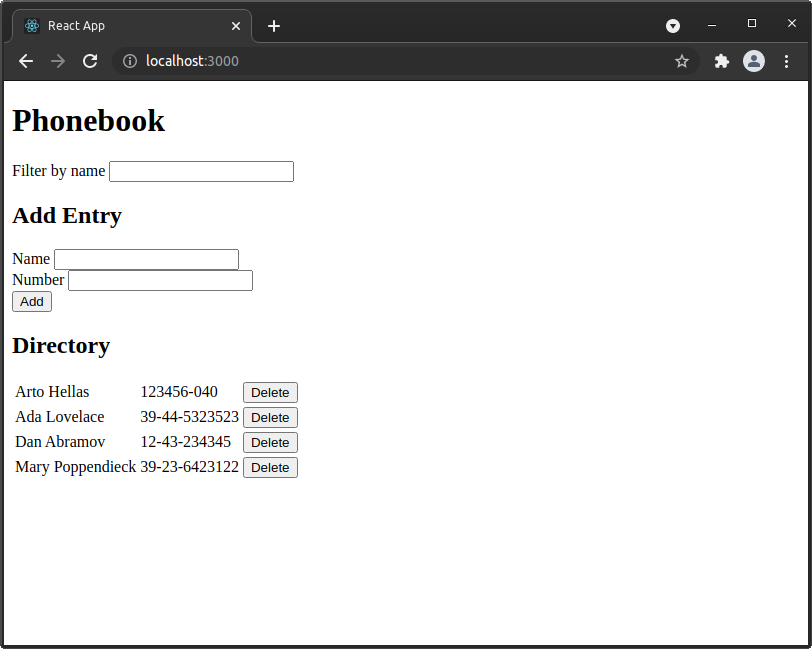 React App
localhost:3000
Phonebook
Filter by name
Add Entry
Name
Number
Add
Directory
Arto Hellas 123456-040 Delete
Ada Lovelace 39-44-5323523 Delete
Dan Abramov 12-43-234345 Delete
Mary Poppendieck 39-23-6423122 Delete